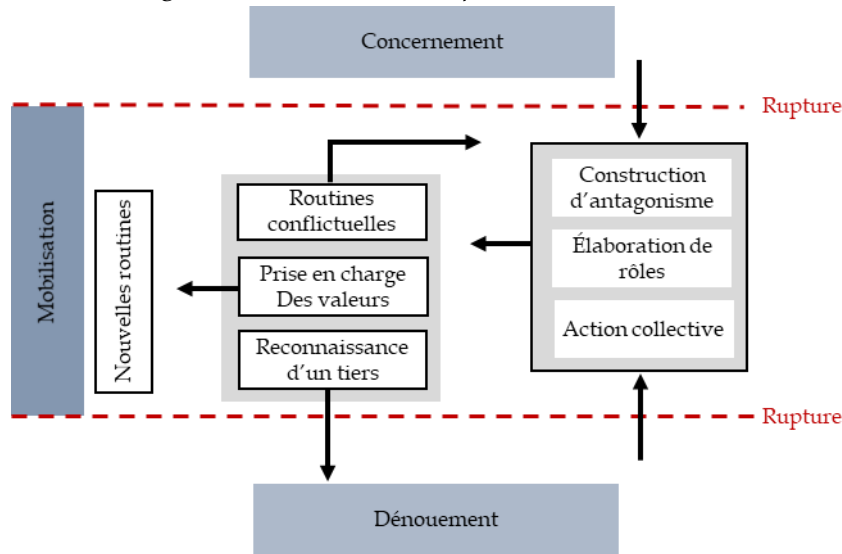 Concernement
Rupture
Mobilisation
Nouvelles routines
Routines
conflictuelles
Prise en charge
Des valeurs
Reconnaissance
d'un tiers
Construction
d'antagonisme
Élaboration de
rôles
Action collective
Rupture
Dénouement